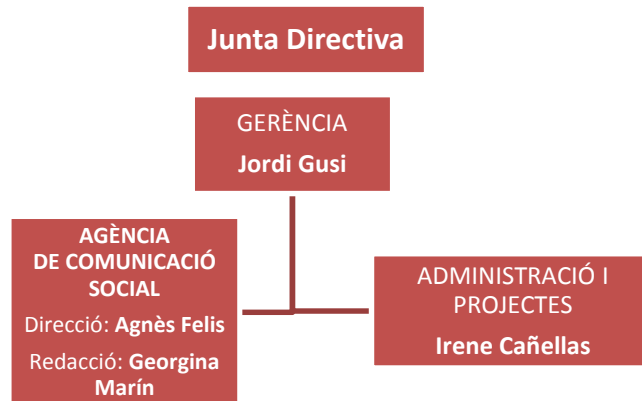 Junta Directiva
GERÈNCIA
Jordi Gusi
AGÈNCIA
DE COMUNICACIÓ
SOCIAL
Direcció: Agnès Felis
Redacció: Georgina
Marín
ADMINISTRACIÓ I
PROJECTES
Irene Cañellas